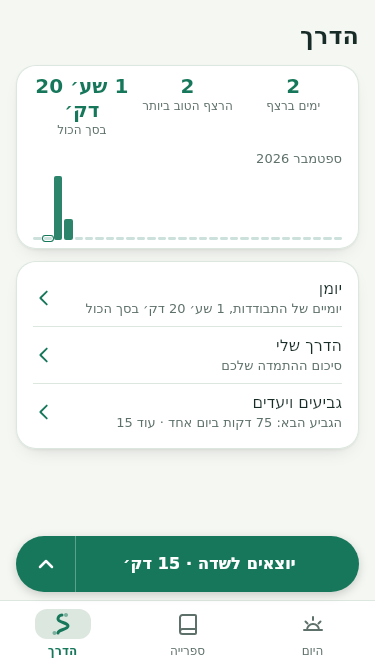 הדרך
2
ימים ברצף
2
הרצף הטוב ביותר
1 שע׳ 20
דק׳
בסך הכול
ספטמבר 2026
יומן
יומיים של התבודדות, 1 שע׳ 20 דק׳ בסך הכול
הדרך שלי
סיכום ההתמדה שלכם
גביעים ויעדים
הגביע הבא: 75 דקות ביום אחד · עוד 15
יוצאים לשדה · 15 דק׳
היום
ספרייה
הדרך